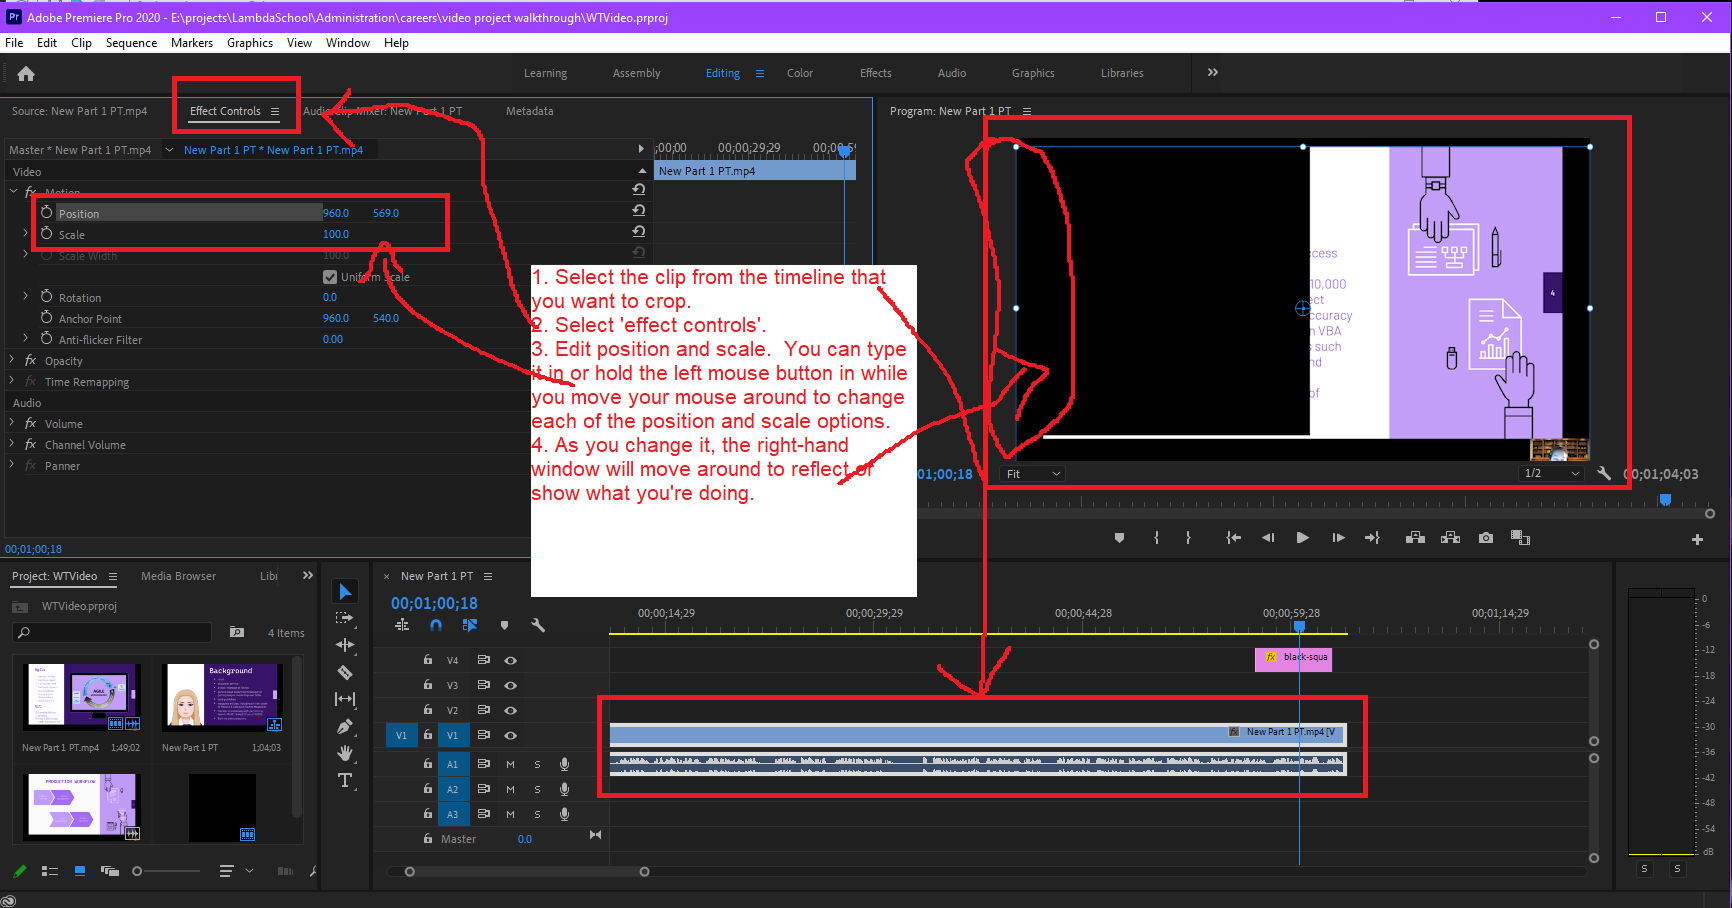 Adobe Premiere Pro 2020 - E:\projects\LambdaSchool\Administration\careers\video project walkthrough\WTVideo.prproj
File Edit Clip Sequence Markers Graphics View Window Help
Learning Assembly Editing Color Effects Audio Graphics Libraries
Source: New Part 1 PT.mp4 Effect Controls Audio Clip Mixer: New Part 1 PT Metadata
Master * New Part 1 PT.mp4 New Part 1 PT * New Part 1 PT.mp4
;00;00 00;00;29;29 00;00;59
Video
New Part 1 PT.mp4
Motion
Position 960.0 569.0
Scale 100.0
Scale Width 100.0
Uniform Scale
Rotation 0.0
Anchor Point 960.0 540.0
Anti-flicker Filter 0.00
fx Opacity
fx Time Remapping
Audio
fx Volume
fx Channel Volume
fx Panner
00;01;00;18
1. Select the clip from the timeline that
you want to crop.
2. Select 'effect controls'.
3. Edit position and scale. You can type
it in or hold the left mouse button in while
you move your mouse around to change
each of the position and scale options.
4. As you change it, the right-hand
window will move around to reflect or
show what you're doing.
Program: New Part 1 PT
ccess
10,000
ect
ccuracy
n VBA
s such
nd
of
4
01;00;18 Fit 1/2 00;01;04;03
Project: WTVideo Media Browser Libr
WTVideo.prproj
4 Items
Background
New Part 1 PT.mp4 1;49;02 New Part 1 PT 1;04;03
PRODUCTION WORKFLOW
× New Part 1 PT
00;01;00;18
00;00;14;29 00;00;29;29 00;00;44;28 00;00;59;28 00;01;14;29
V4 fx black-squa
V3
V2
V1 V1 fx New Part 1 PT.mp4 [V
A1 M S
A2 M S
A3 M S
Master 0.0
0
-6
-12
-18
-24
-30
-36
-42
-48
-54
dB
S S